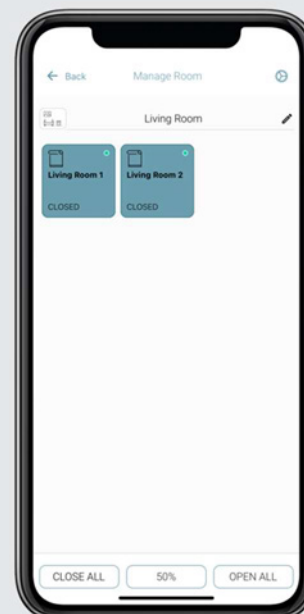 Back
Manage Room
Living Room
Living Room 1
Living Room 2
CLOSED
CLOSED
CLOSE ALL
50%
OPEN ALL